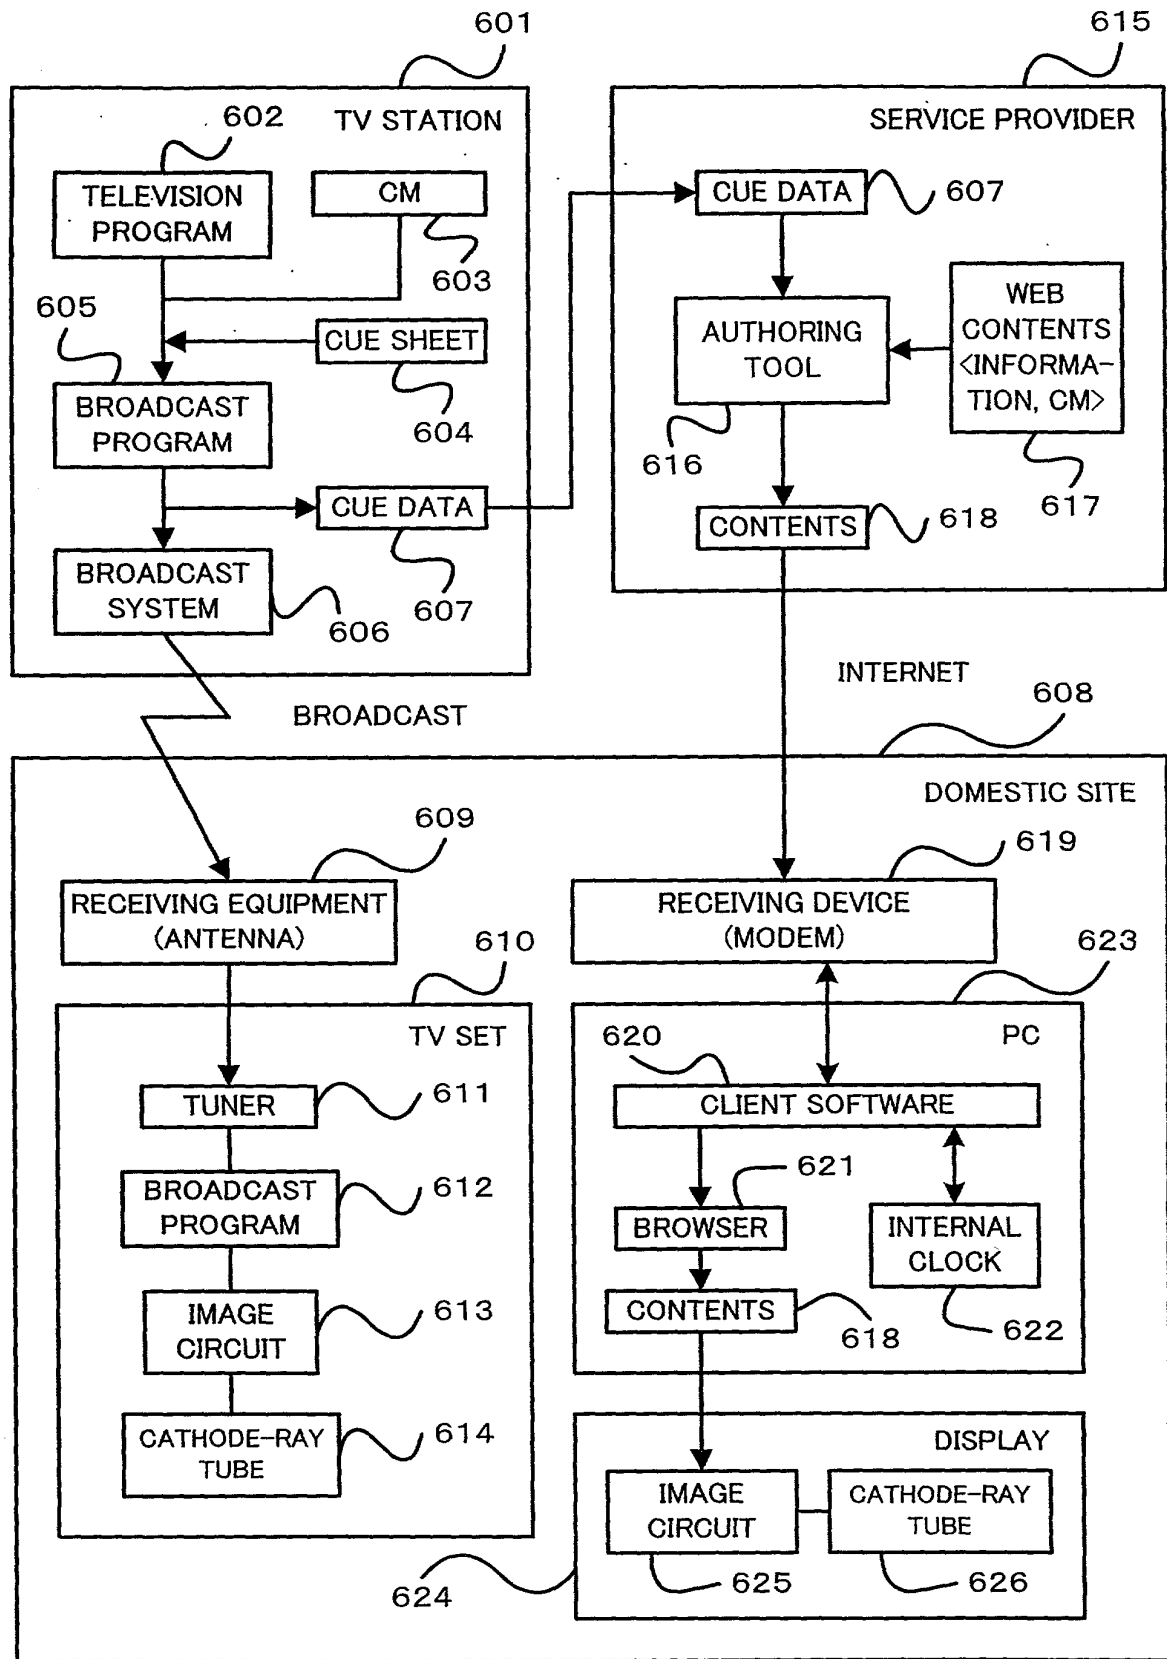 601
615
TV STATION
602
TELEVISION
PROGRAM
CM
603
605
CUE SHEET
604
BROADCAST
PROGRAM
CUE DATA
607
BROADCAST
SYSTEM
606
SERVICE PROVIDER
CUE DATA
607
AUTHORING
TOOL
616
WEB
CONTENTS
<INFORMA-
TION, CM>
617
CONTENTS
618
BROADCAST
INTERNET
608
DOMESTIC SITE
609
RECEIVING EQUIPMENT
(ANTENNA)
610
TV SET
TUNER
611
BROADCAST
PROGRAM
612
IMAGE
CIRCUIT
613
CATHODE-RAY
TUBE
614
619
RECEIVING DEVICE
(MODEM)
623
PC
620
CLIENT SOFTWARE
621
BROWSER
INTERNAL
CLOCK
622
CONTENTS
618
DISPLAY
IMAGE
CIRCUIT
625
CATHODE-RAY
TUBE
626
624